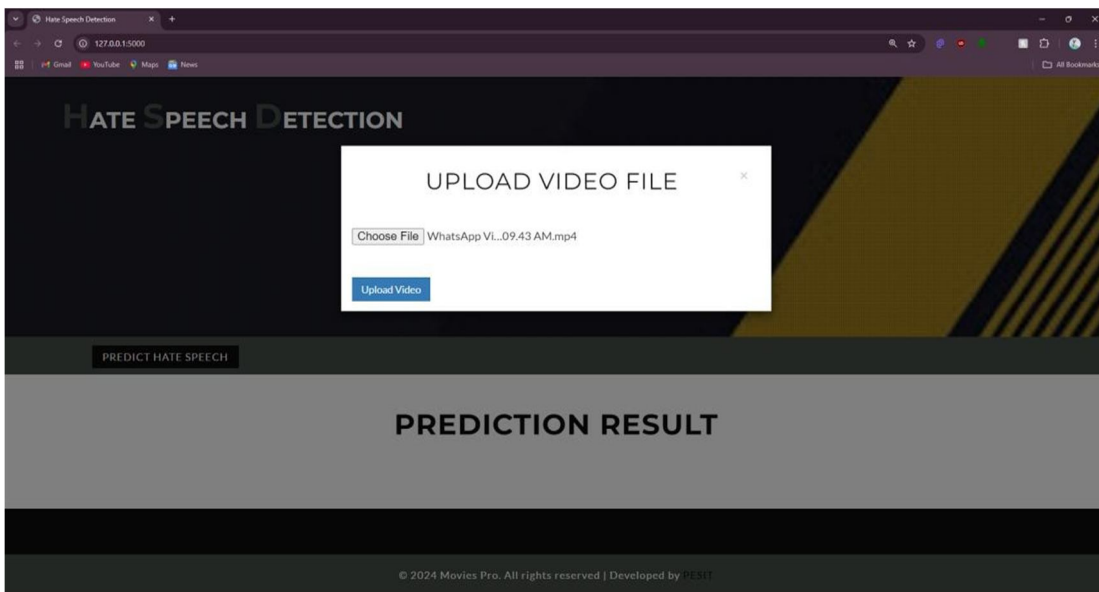 Hate Speech Detection
127.0.0.1:5000
Gmail YouTube Maps News
All Bookmarks
HATE SPEECH DETECTION
UPLOAD VIDEO FILE ×
Choose File WhatsApp Vi...09.43 AM.mp4
Upload Video
PREDICT HATE SPEECH
PREDICTION RESULT
© 2024 Movies Pro. All rights reserved | Developed by PESIT